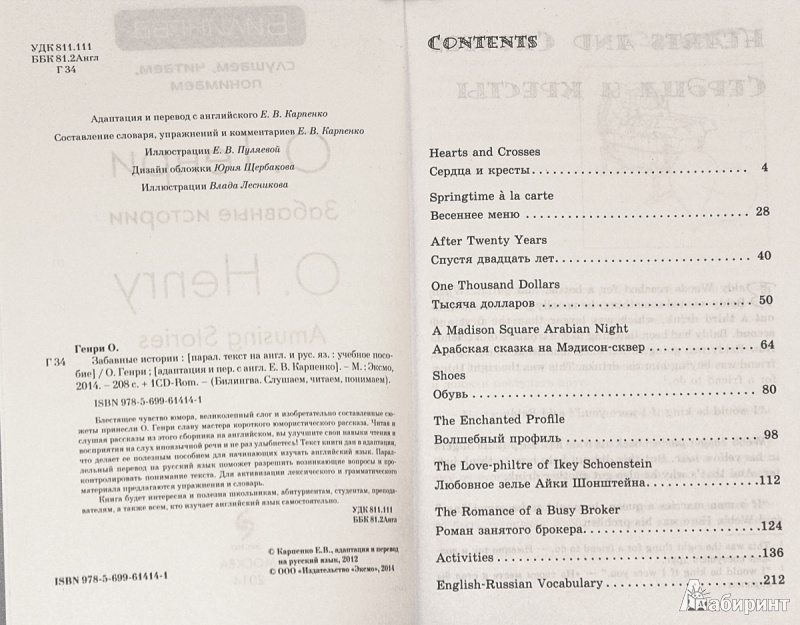 УДК 811.111
ББК 81.2Англ
Г 34
Адаптация и перевод с английского Е. В. Карпенко
Составление словаря, упражнений и комментариев Е. В. Карпенко
Иллюстрации Е. В. Пуляевой
Дизайн обложки Юрия Щербакова
Иллюстрации Влада Лесникова
Генри О.
Г 34 Забавные истории : [парал. текст на англ. и рус. яз. : учебное посо-
бие] / О. Генри ; [адаптация и пер. с англ. Е. В. Карпенко]. – М. : Эксмо,
2014. – 208 с. + 1CD-Rom. – (Билингва. Слушаем, читаем, понимаем).
ISBN 978-5-699-61414-1
Блестящее чувство юмора, великолепный слог и изобретательно составленные сю-
жеты принесли О. Генри славу мастера короткого юмористического рассказа. Читая и
слушая рассказы из этого сборника на английском, вы улучшите свои навыки чтения и
восприятия на слух иноязычной речи и не раз улыбнетесь! Текст книги дан в адаптации,
что делает ее полезным пособием для начинающих изучать английский язык. Парал-
лельный перевод на русский язык поможет разрешить возникающие вопросы и про-
контролировать понимание текста. Для активизации лексического и грамматического
материала предлагаются упражнения и словарь.
Книга будет интересна и полезна школьникам, абитуриентам, студентам, препода-
вателям, а также всем, кто изучает английский язык самостоятельно.
УДК 811.111
ББК 81.2Англ
© Карпенко Е.В., адаптация и перевод
на русский язык, 2012
© ООО «Издательство «Эксмо», 2014
ISBN 978-5-699-61414-1
CONTENTS
Hearts and Crosses
Сердца и кресты 4
Springtime à la carte
Весеннее меню 28
After Twenty Years
Спустя двадцать лет 40
One Thousand Dollars
Тысяча долларов 50
A Madison Square Arabian Night
Арабская сказка на Мэдисон-сквер 64
Shoes
Обувь 80
The Enchanted Profile
Волшебный профиль 98
The Love-philtre of Ikey Schoenstein
Любовное зелье Айки Шонштейна 112
The Romance of a Busy Broker
Роман занятого брокера 124
Activities 136
English-Russian Vocabulary 212
Лабиринт